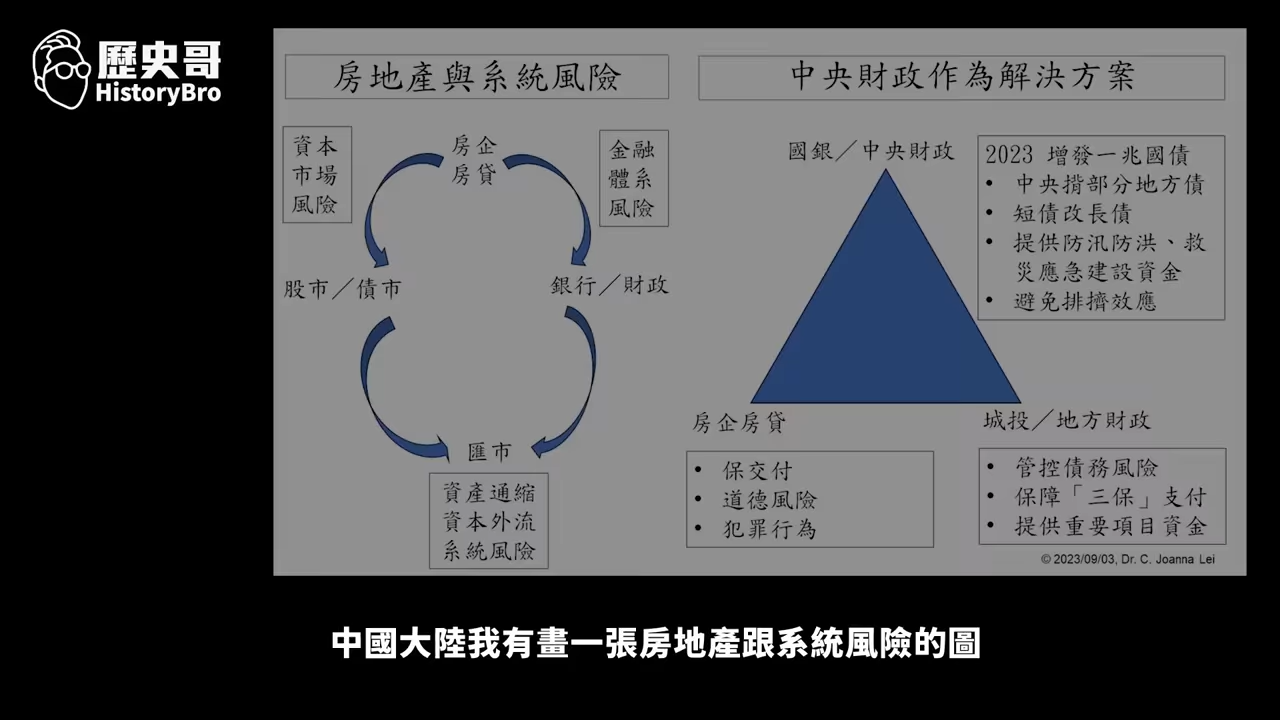 歷史哥
HistoryBro
房地產與系統風險
資本
市場
風險
房企
房貸
金融
體系
風險
股市／債市
銀行／財政
匯市
資產通縮
資本外流
系統風險
中央財政作為解決方案
國銀／中央財政
2023 增發一兆國債
• 中央揹部分地方債
• 短債改長債
• 提供防汛防洪、救
災應急建設資金
• 避免排擠效應
房企房貸
• 保交付
• 道德風險
• 犯罪行為
城投／地方財政
• 管控債務風險
• 保障「三保」支付
• 提供重要項目資金
© 2023/09/03, Dr. C. Joanna Lei
中國大陸我有畫一張房地產跟系統風險的圖